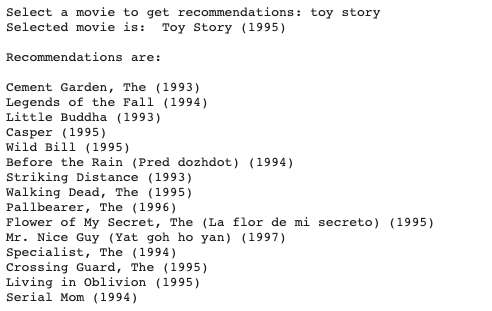 Select a movie to get recommendations: toy story
Selected movie is:  Toy Story (1995)
Recommendations are:
Cement Garden, The (1993)
Legends of the Fall (1994)
Little Buddha (1993)
Casper (1995)
Wild Bill (1995)
Before the Rain (Pred dozhdot) (1994)
Striking Distance (1993)
Walking Dead, The (1995)
Pallbearer, The (1996)
Flower of My Secret, The (La flor de mi secreto) (1995)
Mr. Nice Guy (Yat goh ho yan) (1997)
Specialist, The (1994)
Crossing Guard, The (1995)
Living in Oblivion (1995)
Serial Mom (1994)